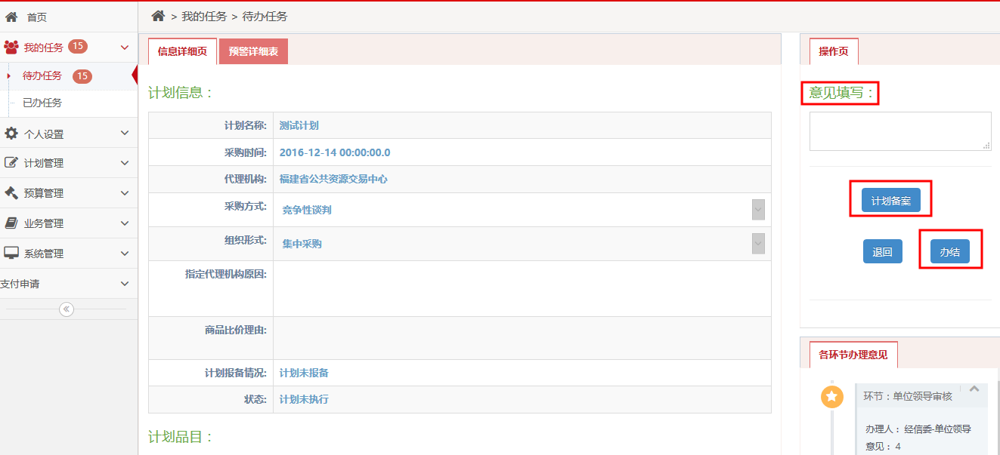 首页
> 我的任务 > 待办任务
我的任务 15
待办任务 15
已办任务
个人设置
计划管理
预算管理
业务管理
系统管理
支付申请
信息详细页 预警详细表
计划信息：
计划名称: 测试计划
采购时间: 2016-12-14 00:00:00.0
代理机构: 福建省公共资源交易中心
采购方式: 竞争性谈判
组织形式: 集中采购
指定代理机构原因:
商品比价理由:
计划报备情况: 计划未报备
状态: 计划未执行
计划品目：
操作页
意见填写：
计划备案
退回 办结
各环节办理意见
环节：单位领导审核
办理人： 经信委-单位领导
意见： 4